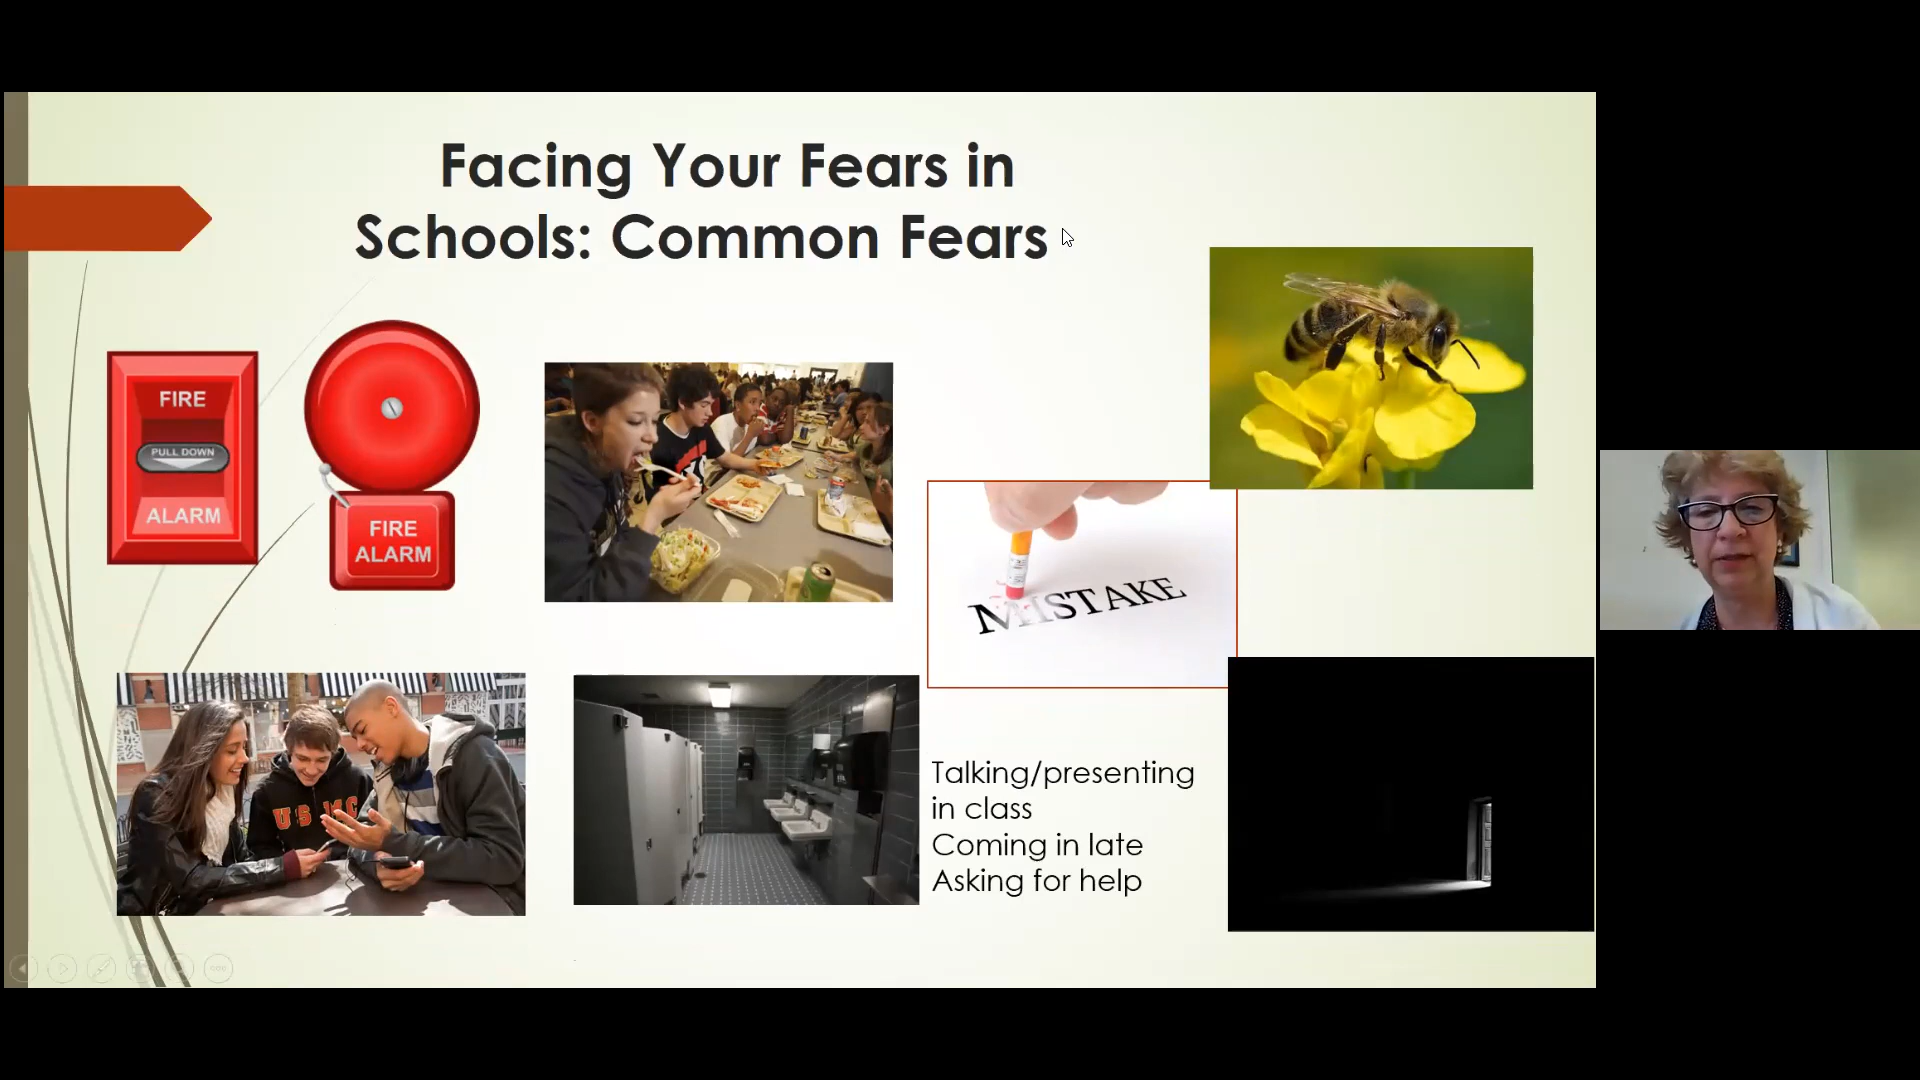 Facing Your Fears in
Schools: Common Fears
FIRE
PULL DOWN
ALARM
FIRE
ALARM
MISTAKE
USMC
Talking/presenting
in class
Coming in late
Asking for help